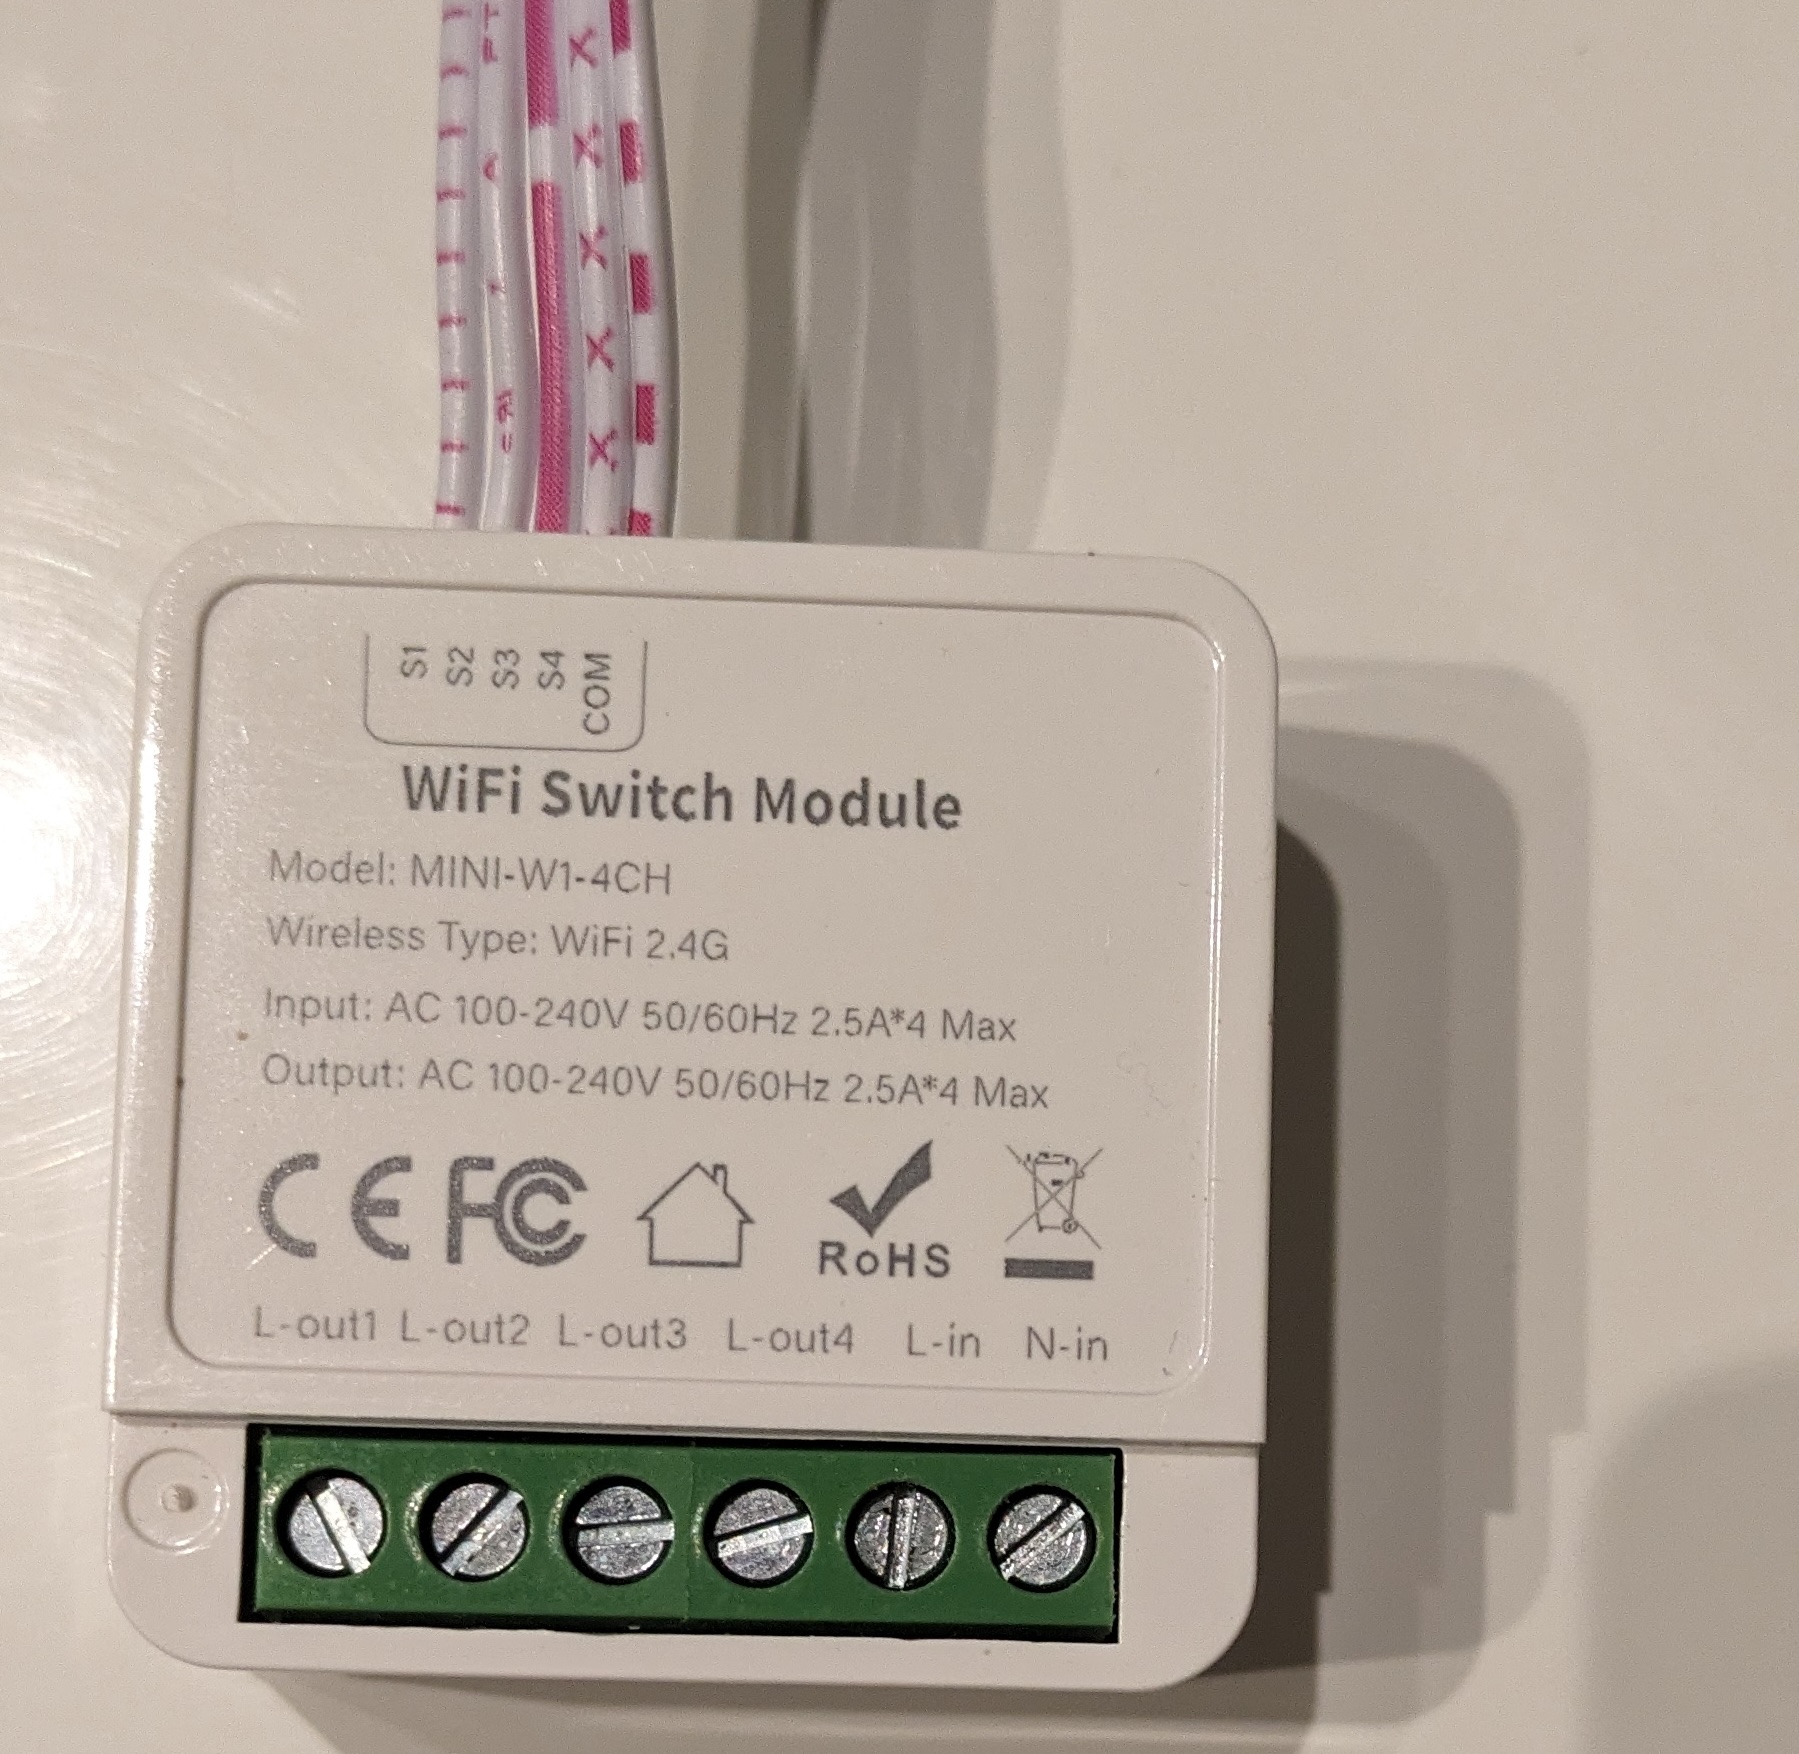 S1
S2
S3
S4
COM
WiFi Switch Module
Model: MINI-W1-4CH
Wireless Type: WiFi 2.4G
Input: AC 100-240V 50/60Hz 2.5A*4 Max
Output: AC 100-240V 50/60Hz 2.5A*4 Max
CE FC RoHS
L-out1 L-out2 L-out3 L-out4 L-in N-in